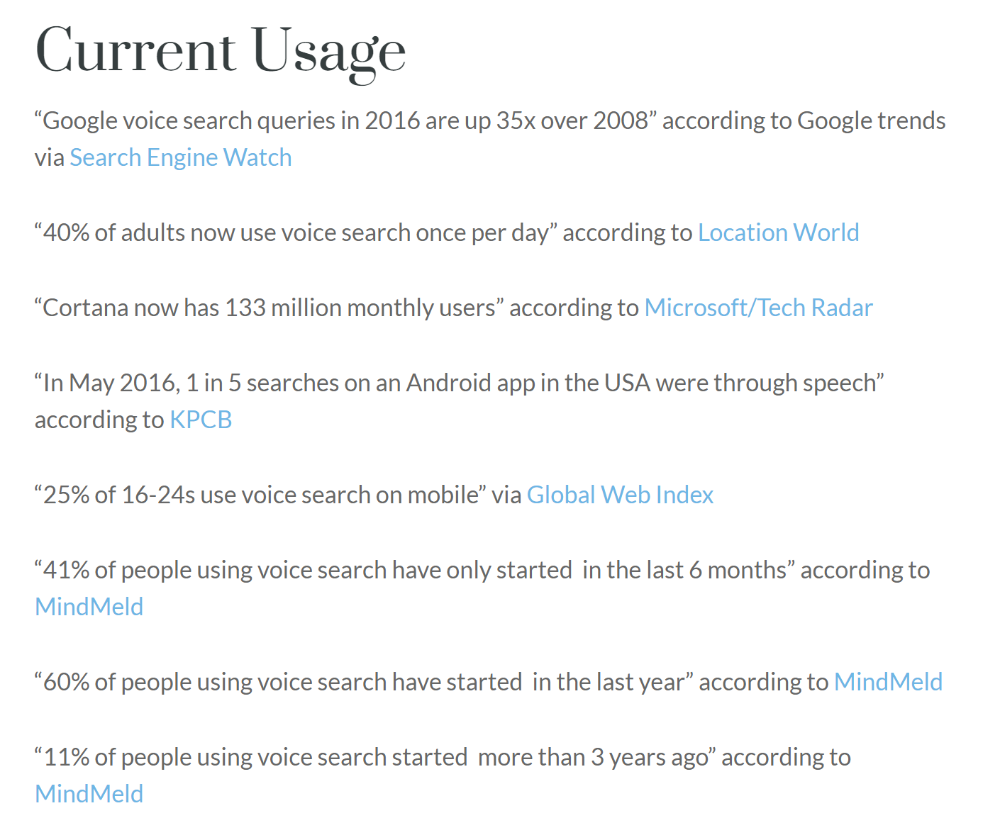 Current Usage
“Google voice search queries in 2016 are up 35x over 2008” according to Google trends
via Search Engine Watch
“40% of adults now use voice search once per day” according to Location World
“Cortana now has 133 million monthly users” according to Microsoft/Tech Radar
“In May 2016, 1 in 5 searches on an Android app in the USA were through speech”
according to KPCB
“25% of 16-24s use voice search on mobile” via Global Web Index
“41% of people using voice search have only started  in the last 6 months” according to
MindMeld
“60% of people using voice search have started  in the last year” according to MindMeld
“11% of people using voice search started  more than 3 years ago” according to
MindMeld